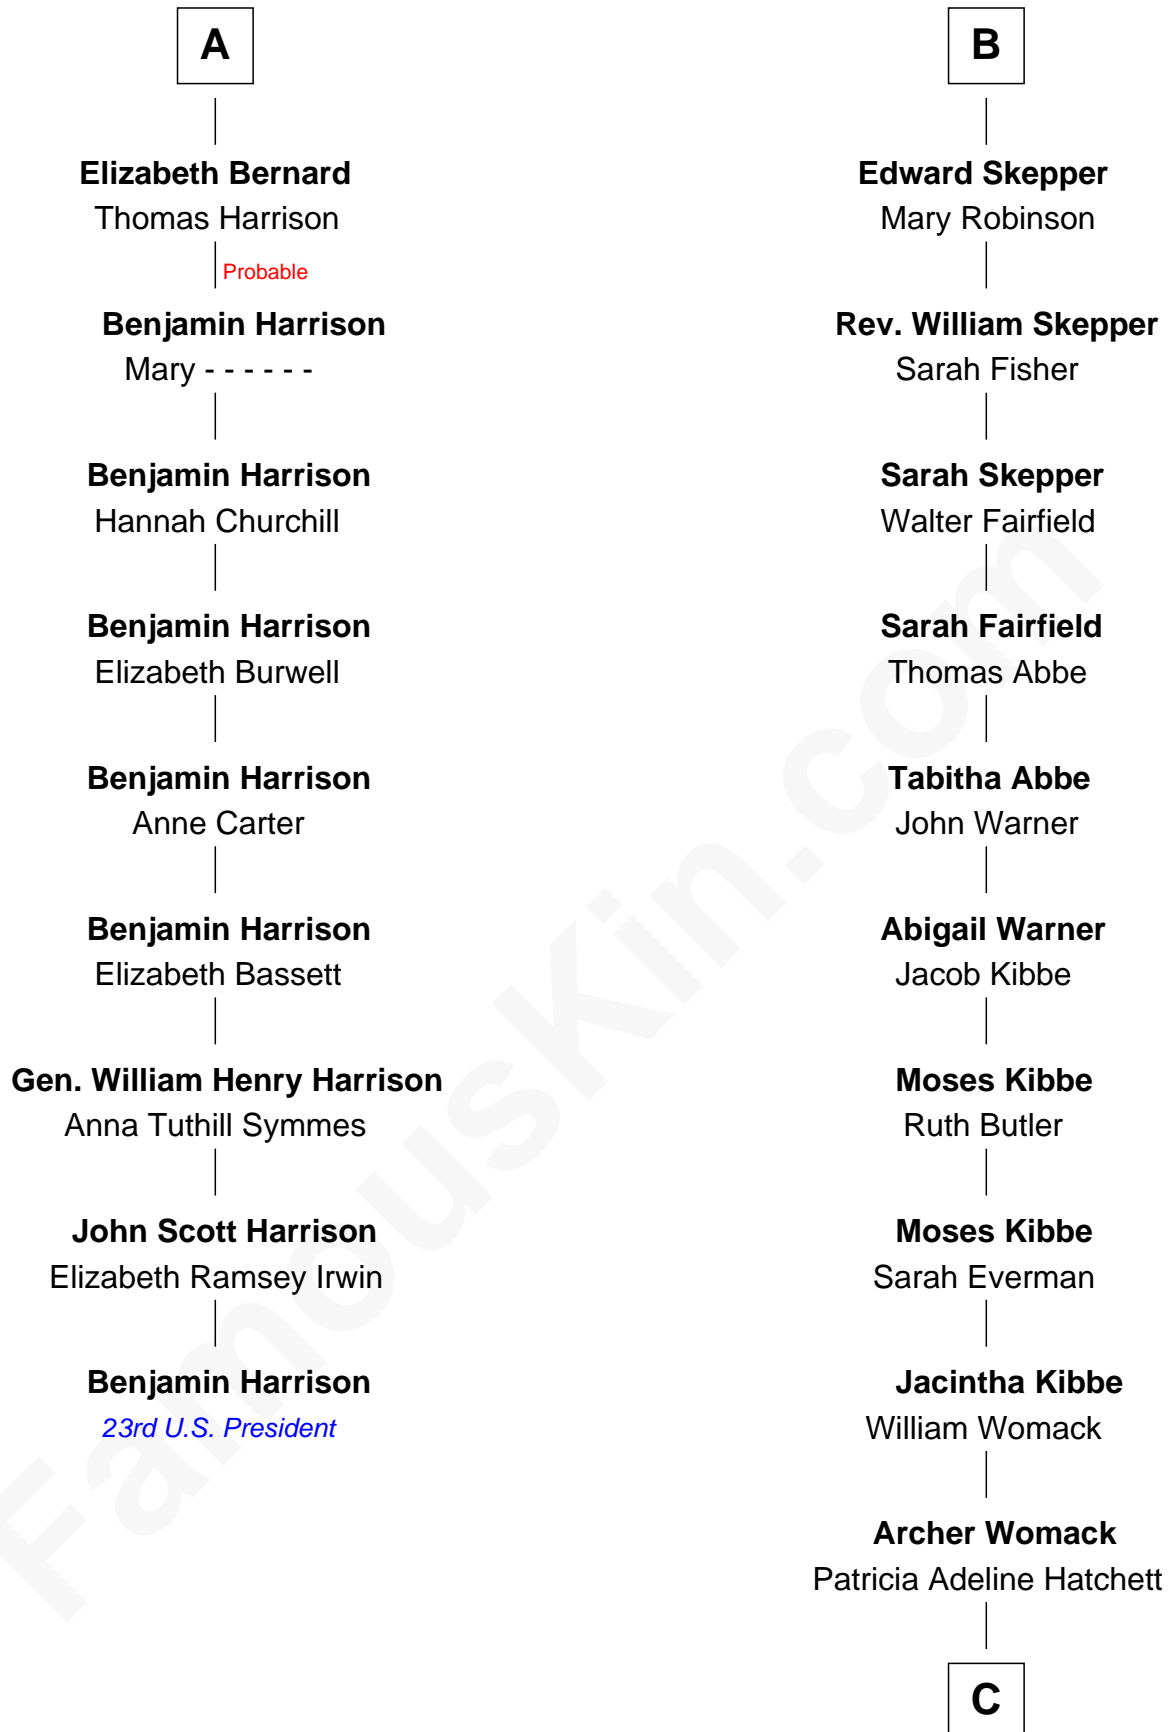 A
Elizabeth Bernard
Thomas Harrison
Probable
Benjamin Harrison
Mary - - - - - -
Benjamin Harrison
Hannah Churchill
Benjamin Harrison
Elizabeth Burwell
Benjamin Harrison
Anne Carter
Benjamin Harrison
Elizabeth Bassett
Gen. William Henry Harrison
Anna Tuthill Symmes
John Scott Harrison
Elizabeth Ramsey Irwin
Benjamin Harrison
23rd U.S. President
B
Edward Skepper
Mary Robinson
Rev. William Skepper
Sarah Fisher
Sarah Skepper
Walter Fairfield
Sarah Fairfield
Thomas Abbe
Tabitha Abbe
John Warner
Abigail Warner
Jacob Kibbe
Moses Kibbe
Ruth Butler
Moses Kibbe
Sarah Everman
Jacintha Kibbe
William Womack
Archer Womack
Patricia Adeline Hatchett
C
FamousKin.com